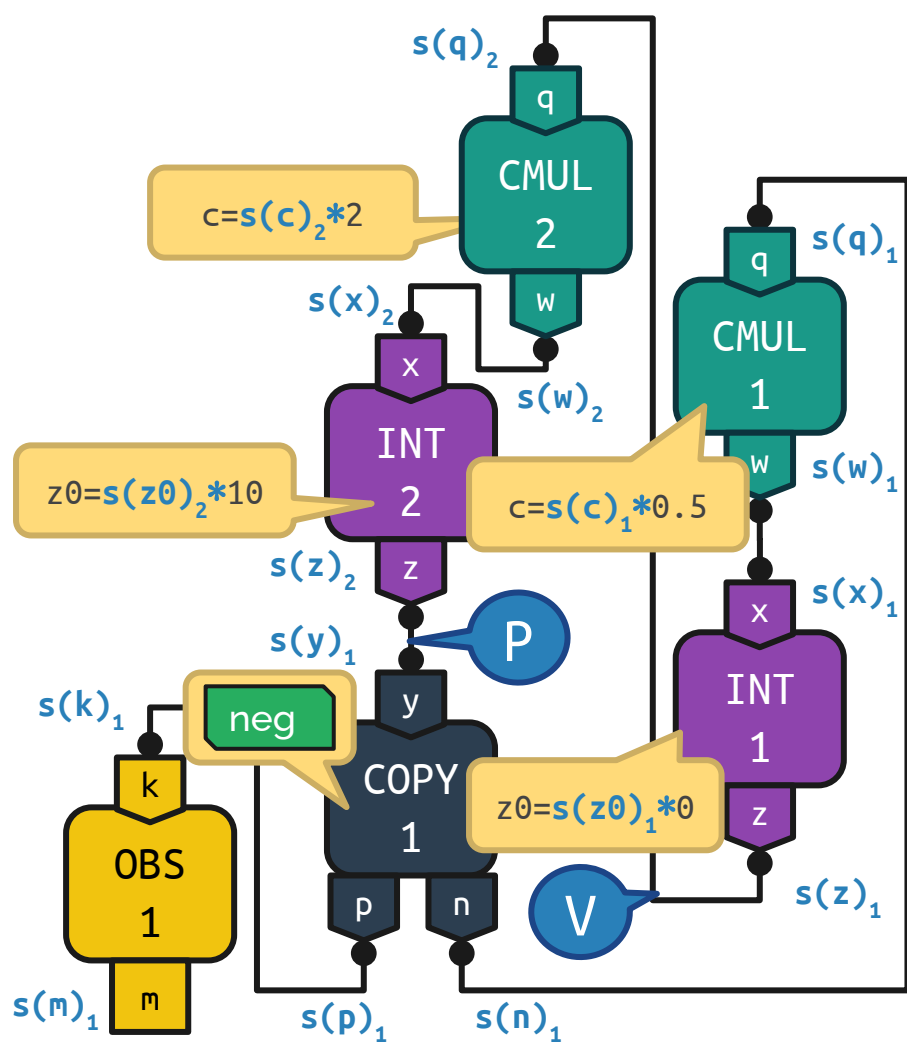 s(q)₂
q
CMUL
2
c=s(c)₂*2
w
s(x)₂
s(w)₂
s(q)₁
q
CMUL
1
w
s(w)₁
c=s(c)₁*0.5
x
INT
2
z0=s(z0)₂*10
z
s(z)₂
P
s(y)₁
s(x)₁
x
INT
1
z
z0=s(z0)₁*0
V
s(z)₁
y
neg
COPY
1
p
n
s(k)₁
k
OBS
1
m
s(m)₁
s(p)₁
s(n)₁